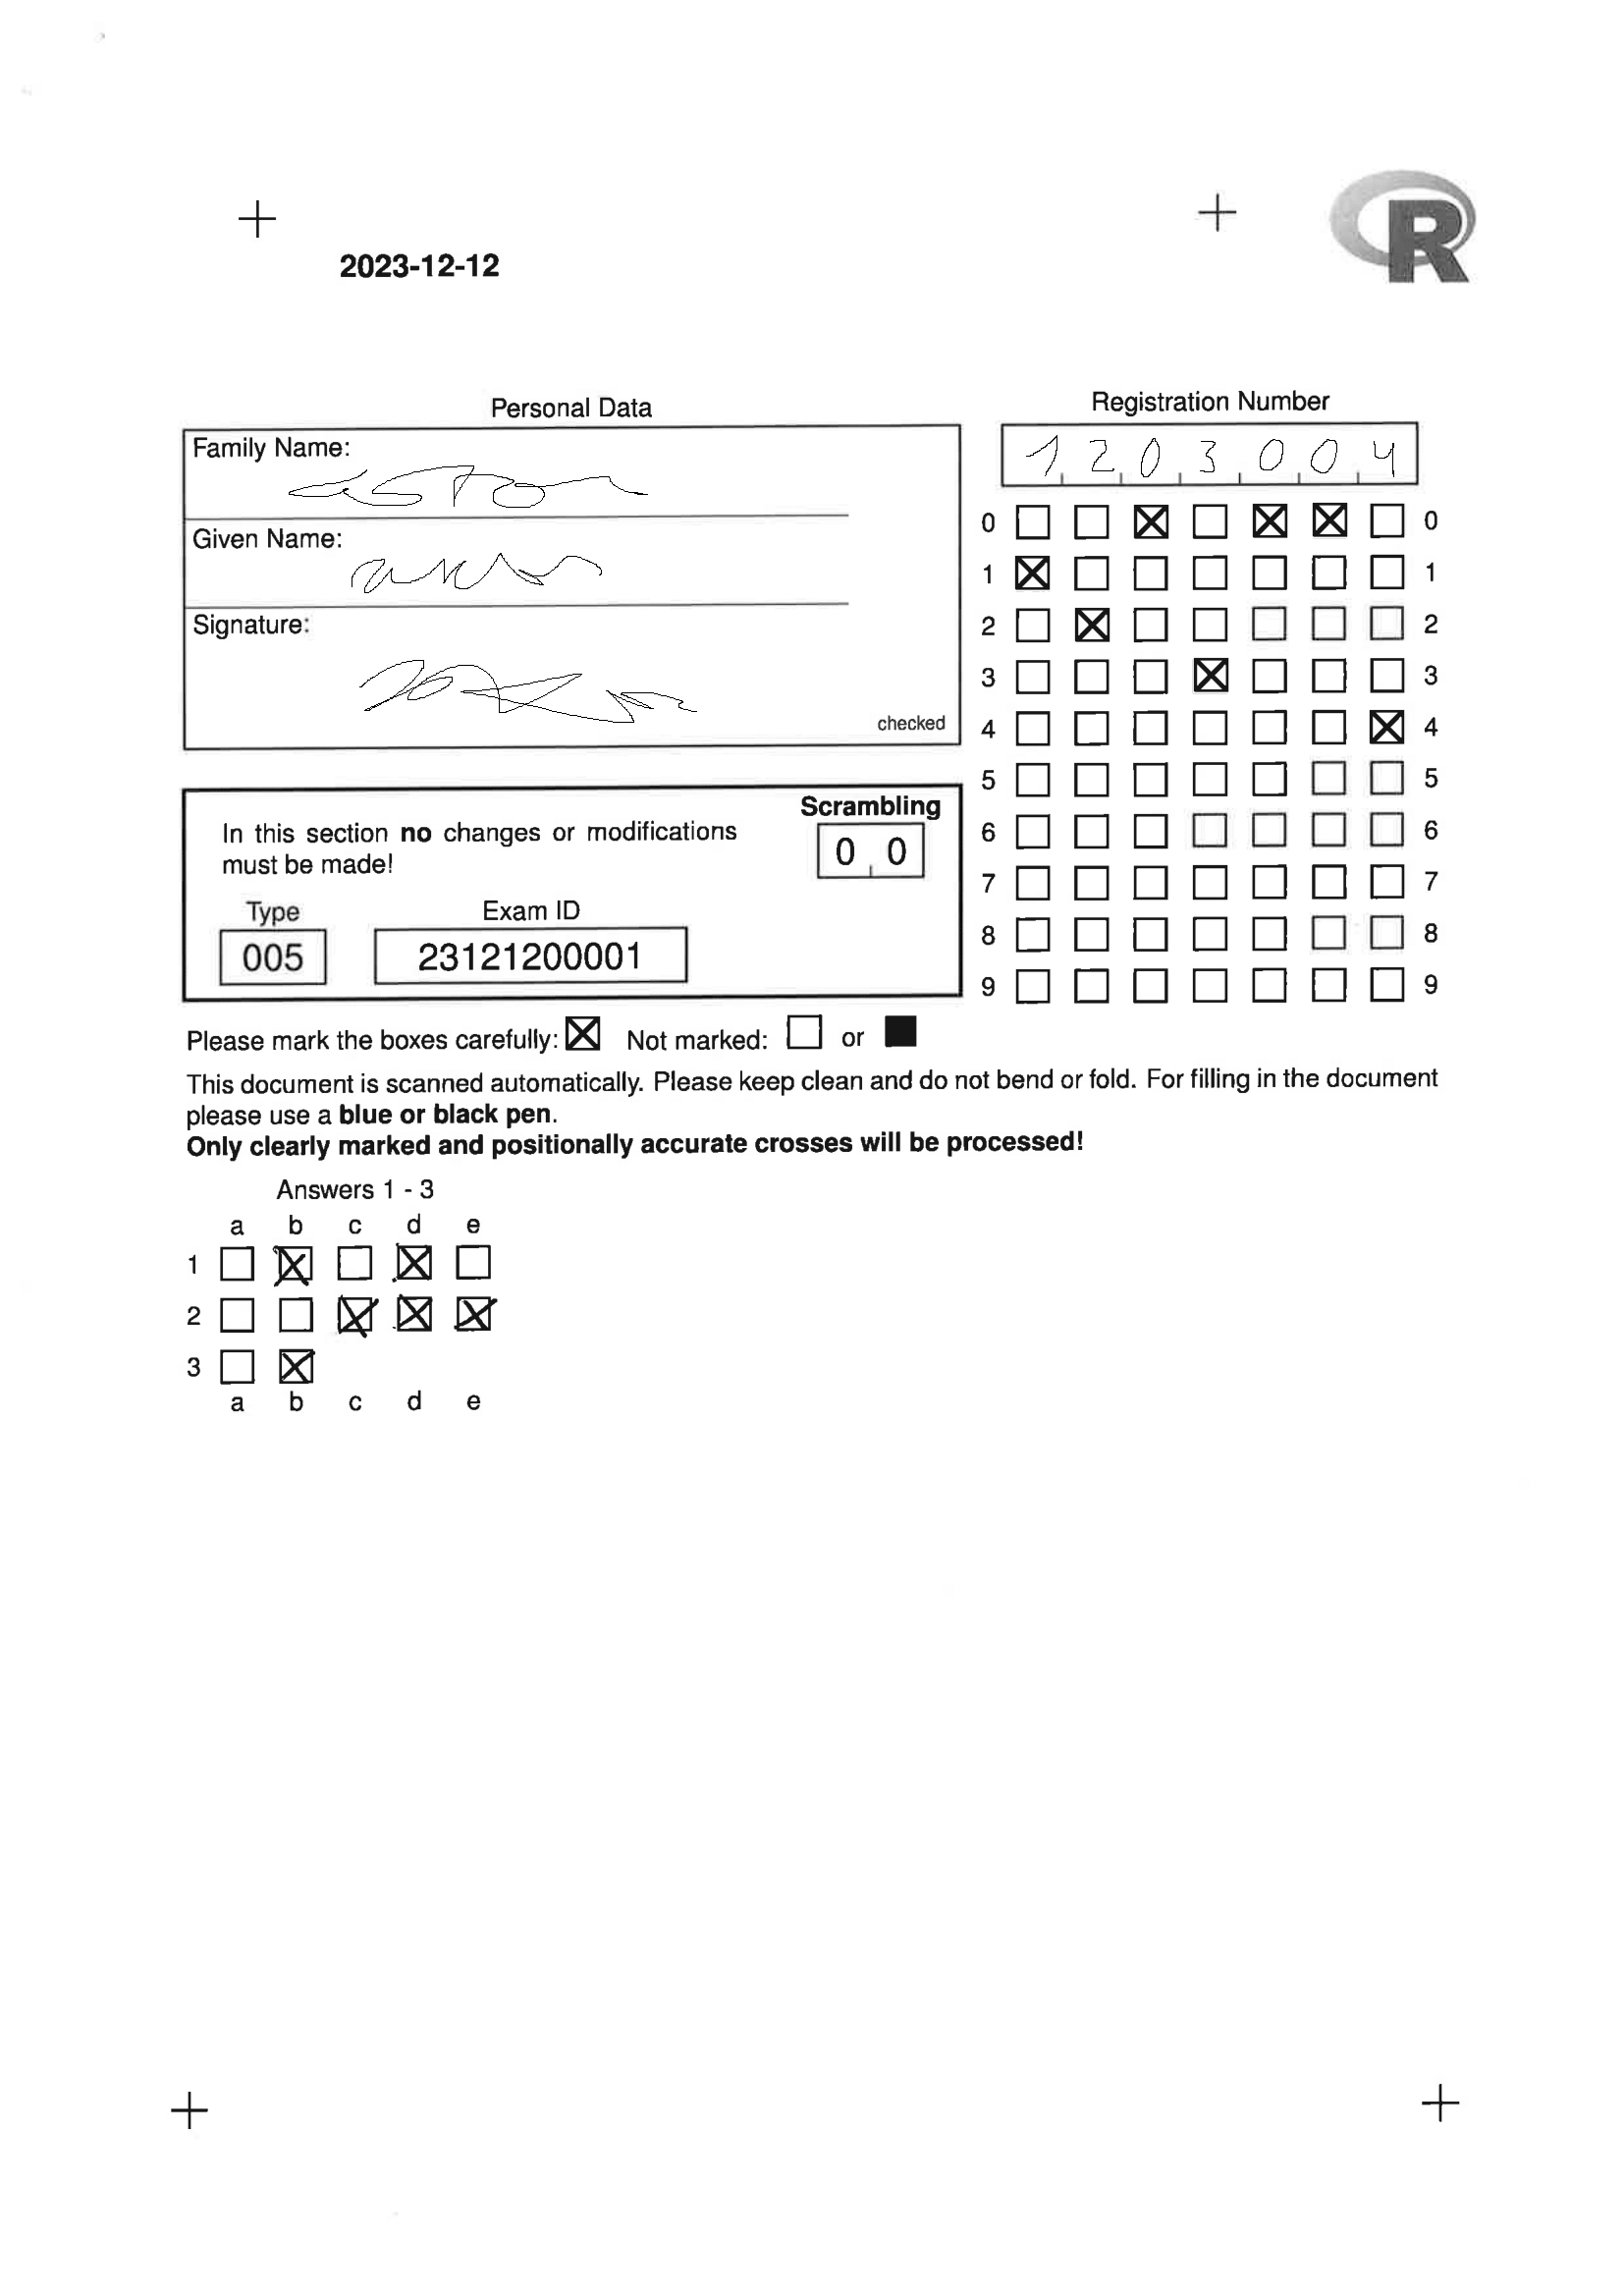 R
2023-12-12
Personal Data
Family Name:
Given Name:
Signature:
checked
Registration Number
1 2 0 3 0 0 4
0 0
1 1
2 2
3 3
4 4
5 5
6 6
7 7
8 8
9 9
In this section no changes or modifications
must be made!
Scrambling
0 0
Type
005
Exam ID
23121200001
Please mark the boxes carefully: Not marked: or
This document is scanned automatically. Please keep clean and do not bend or fold. For filling in the document
please use a blue or black pen.
Only clearly marked and positionally accurate crosses will be processed!
Answers 1 - 3
a b c d e
1
2
3
a b c d e